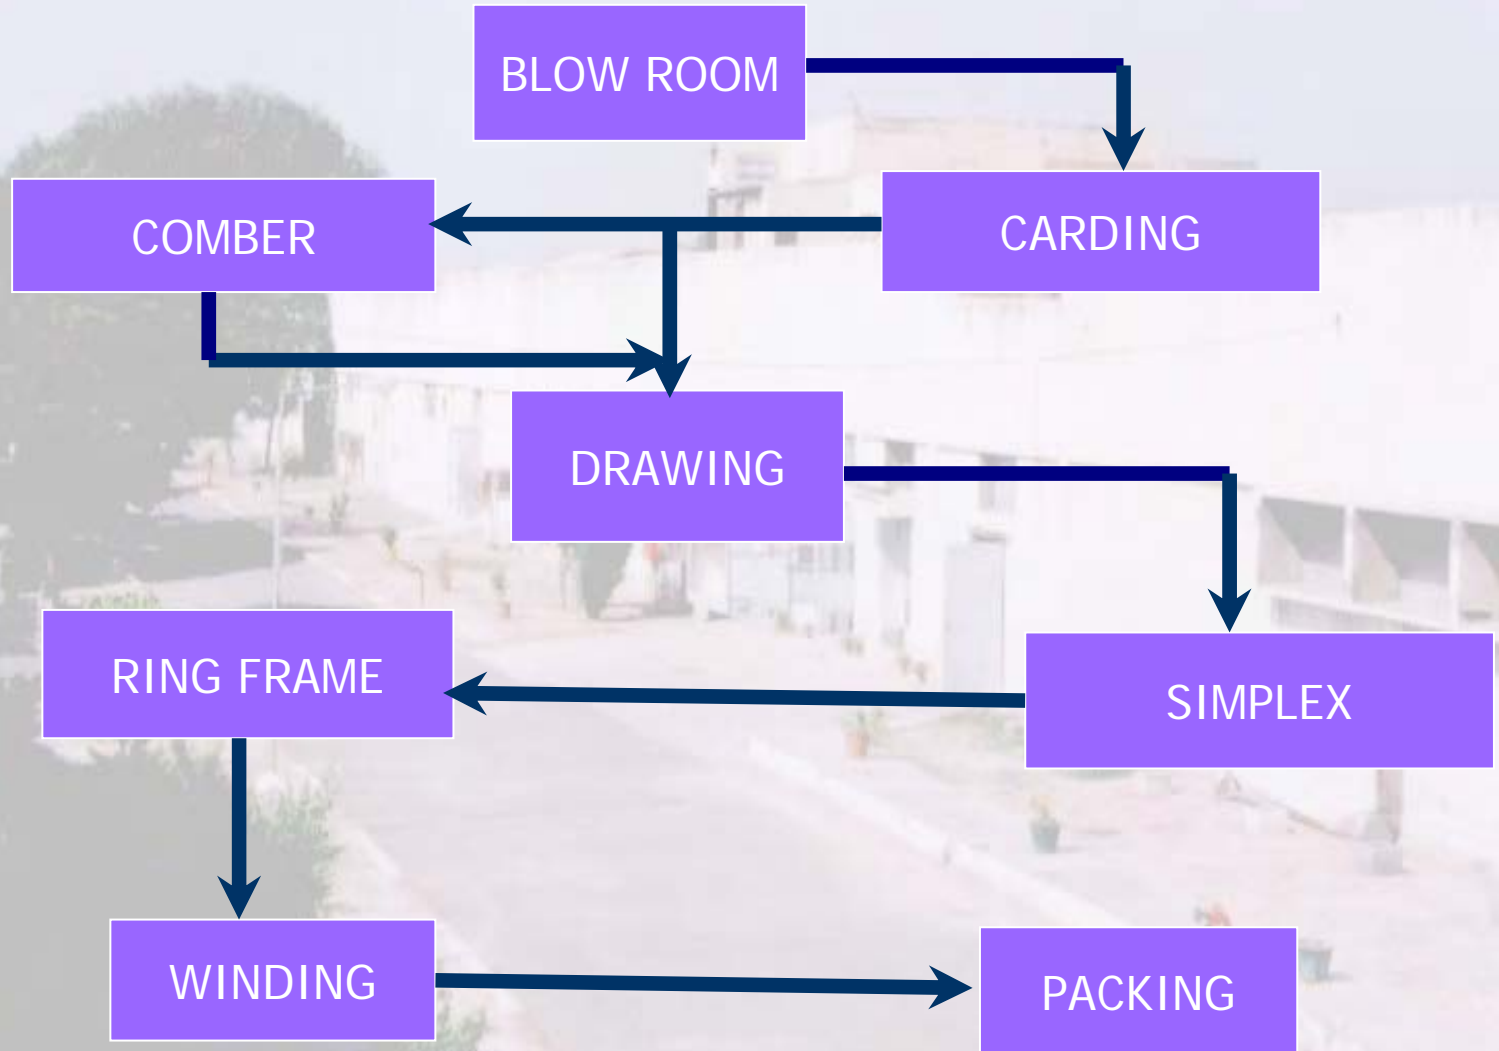 BLOW ROOM
COMBER
CARDING
DRAWING
RING FRAME
SIMPLEX
WINDING
PACKING